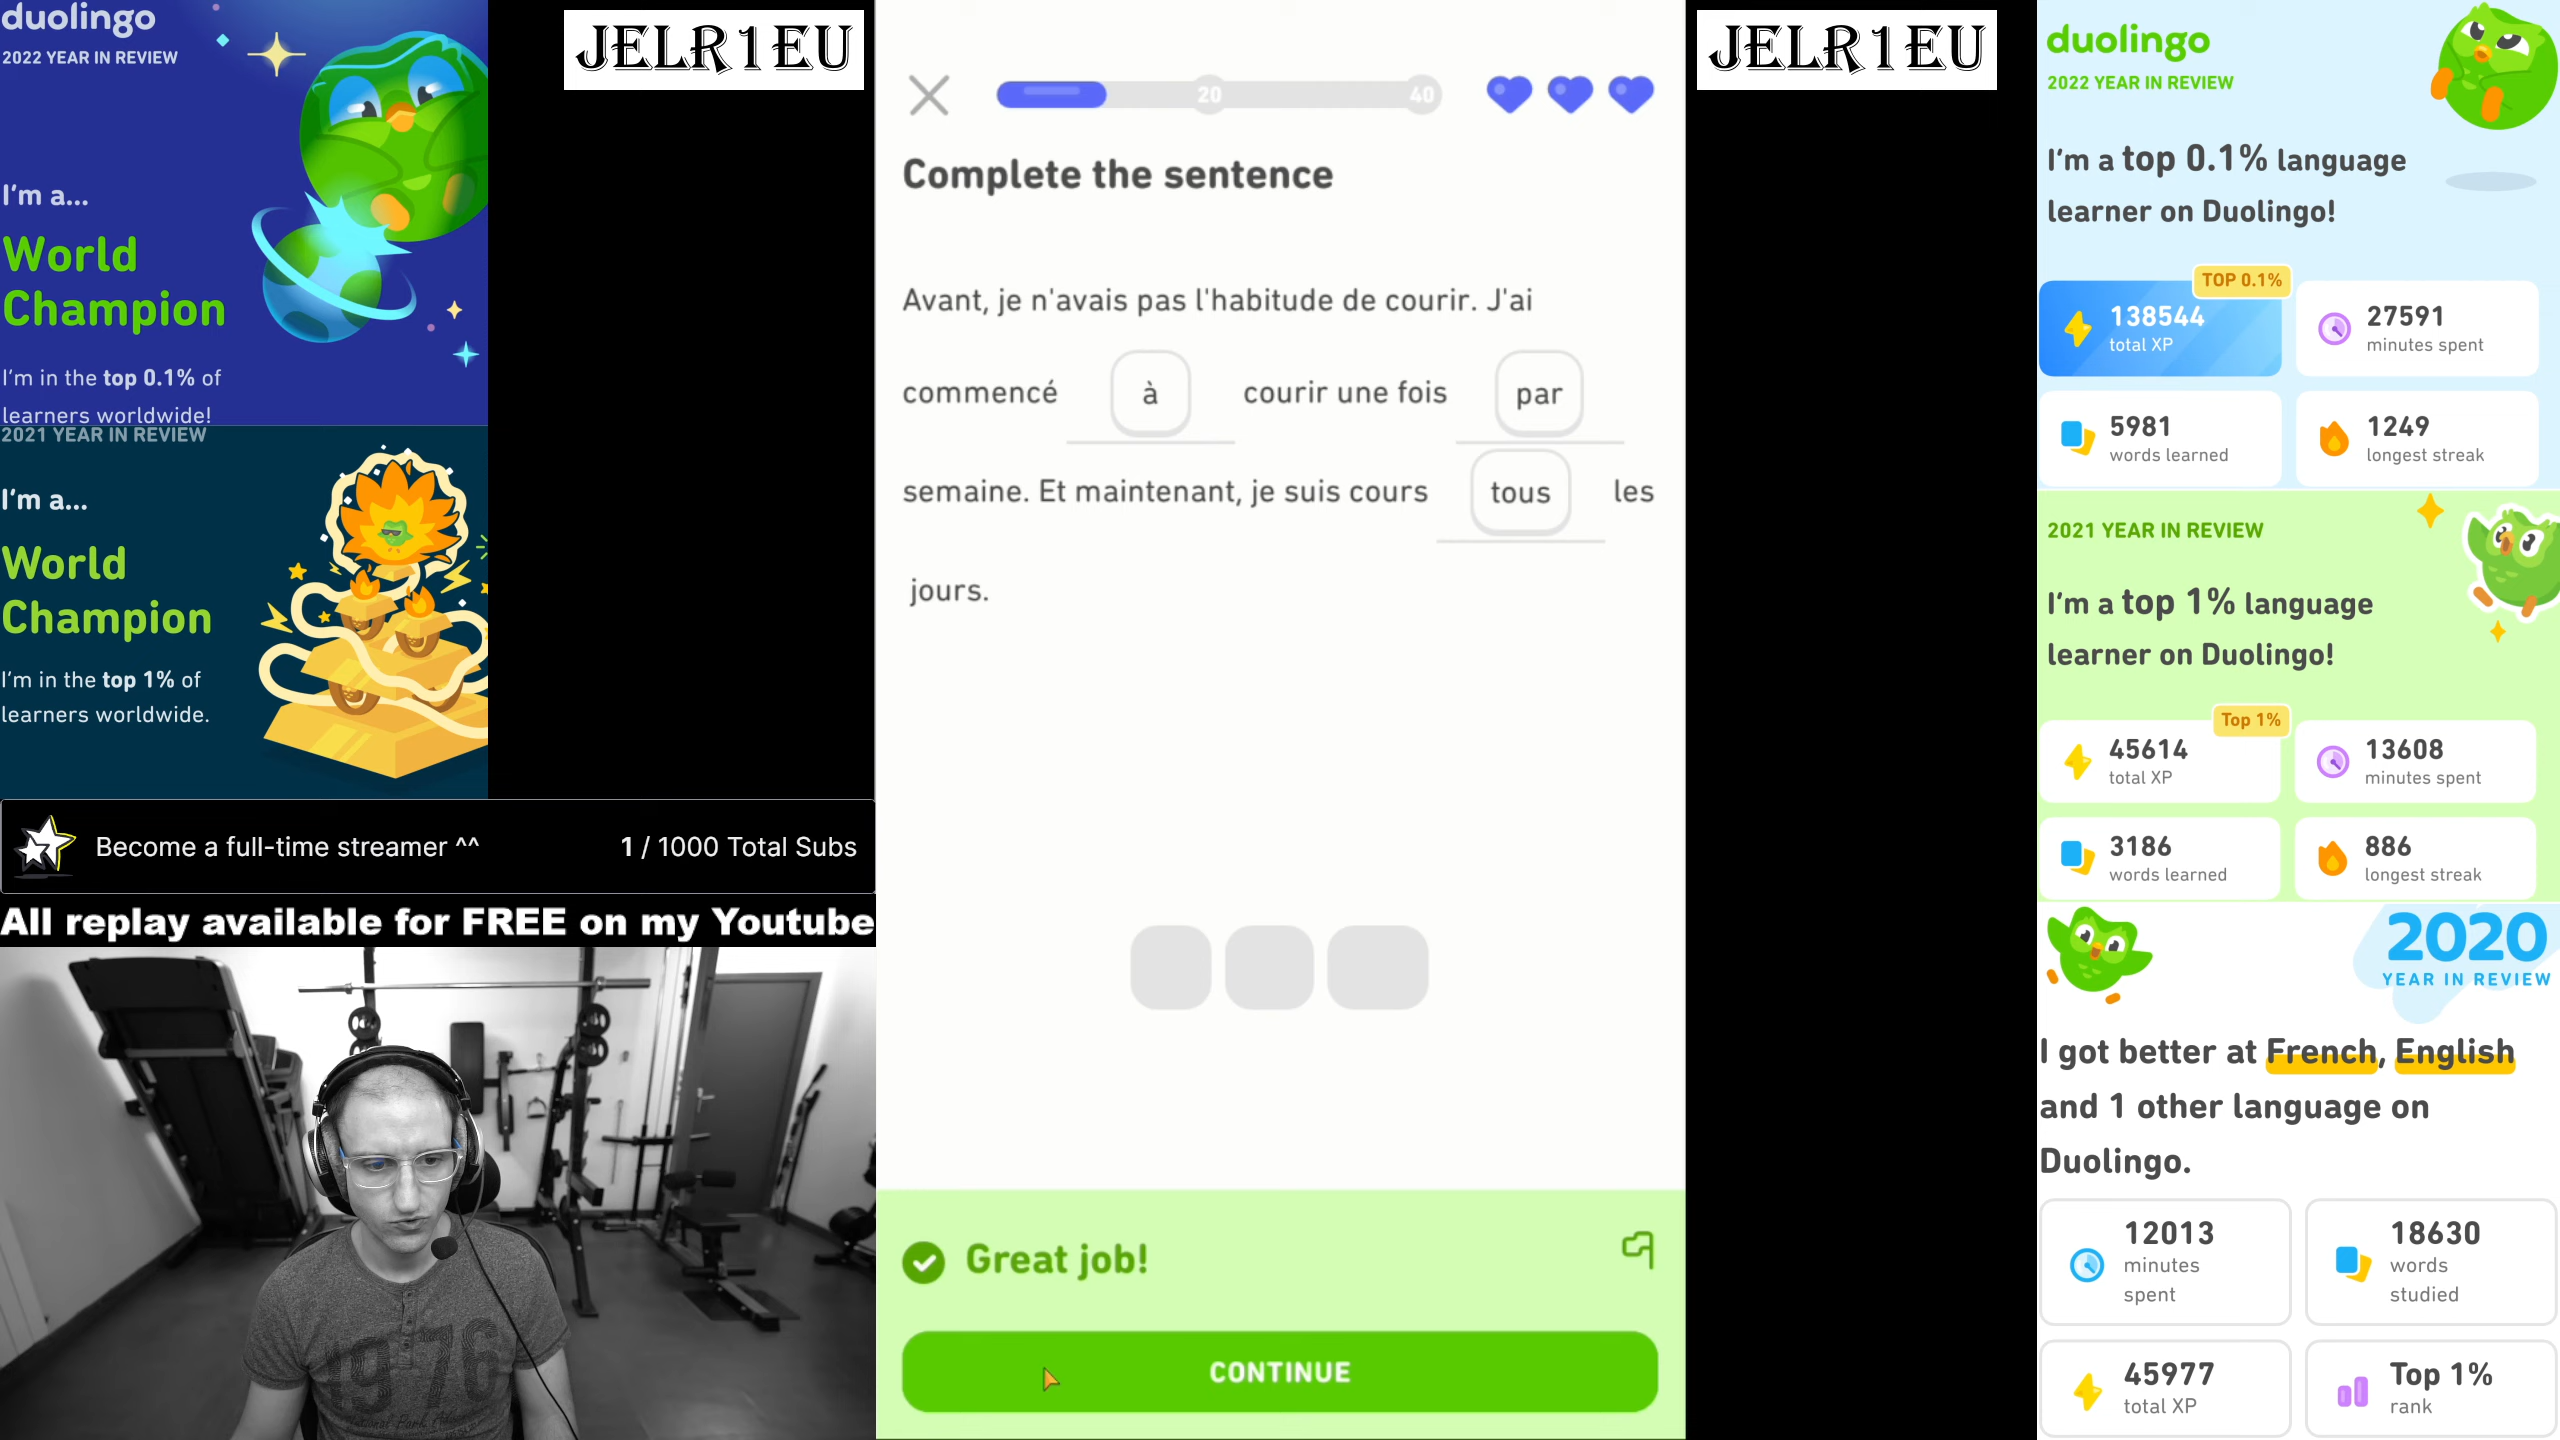 duolingo
2022 YEAR IN REVIEW
I'm a...
World
Champion
I'm in the top 0.1% of
learners worldwide!
2021 YEAR IN REVIEW
I'm a...
World
Champion
I'm in the top 1% of
learners worldwide.
Become a full-time streamer ^^
1 / 1000 Total Subs
All replay available for FREE on my Youtube
1976
JELR1EU
20
40
Complete the sentence
Avant, je n'avais pas l'habitude de courir. J'ai
commencé à courir une fois par
semaine. Et maintenant, je suis cours tous les
jours.
Great job!
CONTINUE
JELR1EU
duolingo
2022 YEAR IN REVIEW
I'm a top 0.1% language
learner on Duolingo!
TOP 0.1%
138544
total XP
27591
minutes spent
5981
words learned
1249
longest streak
2021 YEAR IN REVIEW
I'm a top 1% language
learner on Duolingo!
Top 1%
45614
total XP
13608
minutes spent
3186
words learned
886
longest streak
2020
YEAR IN REVIEW
I got better at French, English
and 1 other language on
Duolingo.
12013
minutes
spent
18630
words
studied
45977
total XP
Top 1%
rank